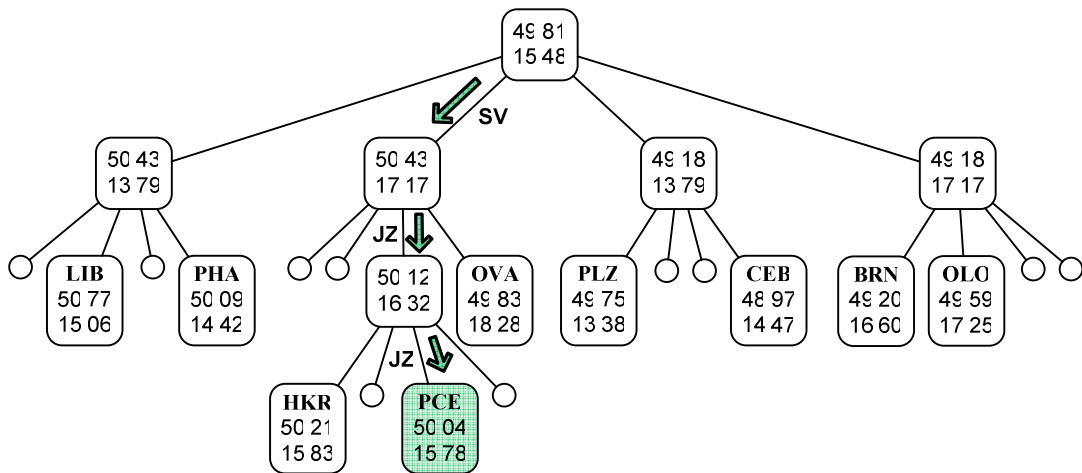 49 81
15 48
SV
50 43
13 79
50 43
17 17
49 18
13 79
49 18
17 17
JZ
LIB
50 77
15 06
PHA
50 09
14 42
50 12
16 32
OVA
49 83
18 28
PLZ
49 75
13 38
CEB
48 97
14 47
BRN
49 20
16 60
OLO
49 59
17 25
JZ
HKR
50 21
15 83
PCE
50 04
15 78